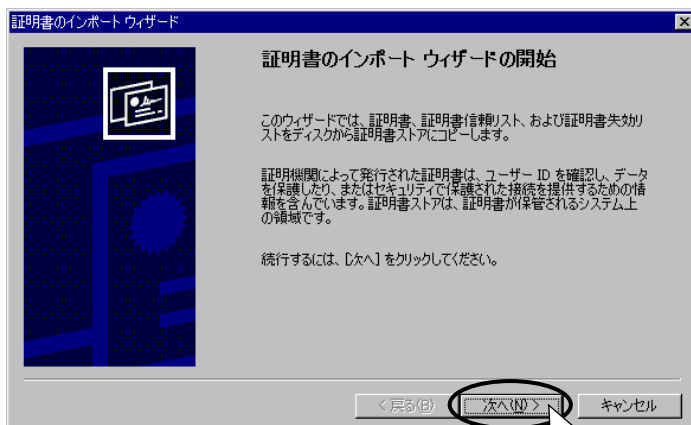 証明書のインポート ウィザード
証明書のインポート ウィザードの開始
このウィザードでは、証明書、証明書信頼リスト、および証明書失効リ
ストをディスクから証明書ストアにコピーします。
証明機関によって発行された証明書は、ユーザー ID を確認し、データ
を保護したり、またはセキュリティで保護された接続を提供するための情
報を含んでいます。証明書ストアは、証明書が保管されるシステム上
の領域です。
続行するには、[次へ] をクリックしてください。
< 戻る(B)
次へ(N) >
キャンセル